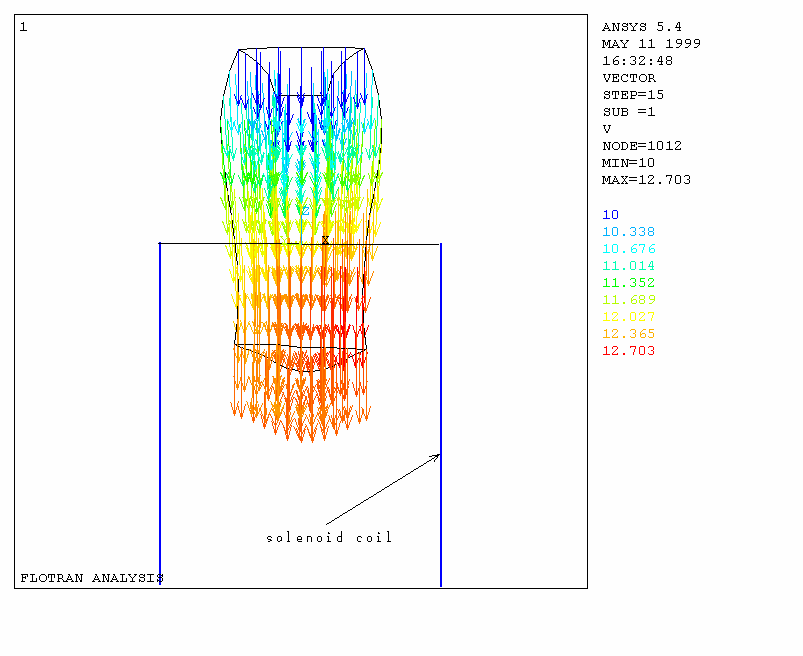 1
ANSYS 5.4
MAY 11 1999
16:32:48
VECTOR
STEP=15
SUB =1
V
NODE=1012
MIN=10
MAX=12.703
10
10.338
10.676
11.014
11.352
11.689
12.027
12.365
12.703
Z
X
solenoid coil
FLOTRAN ANALYSIS